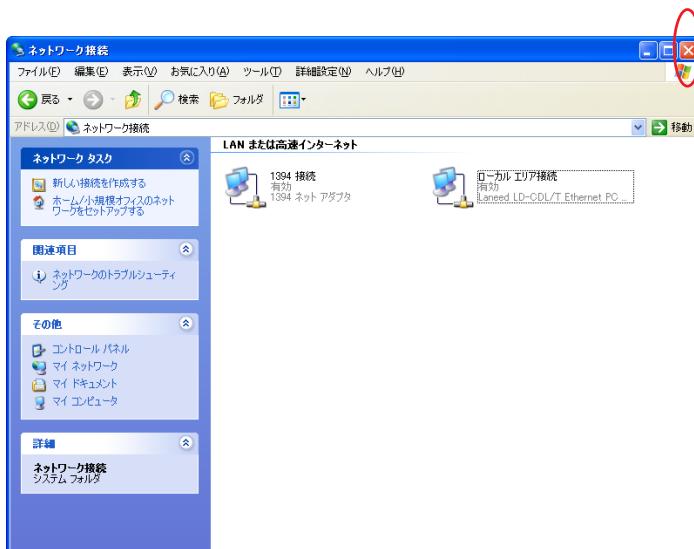 ネットワーク接続
ファイル(F) 編集(E) 表示(V) お気に入り(A) ツール(T) 詳細設定(N) ヘルプ(H)
戻る 検索 フォルダ
アドレス(D) ネットワーク接続 移動
ネットワーク タスク
新しい接続を作成する
ホーム/小規模オフィスのネット
ワークをセットアップする
関連項目
ネットワークのトラブルシューティ
ング
その他
コントロール パネル
マイ ネットワーク
マイ ドキュメント
マイ コンピュータ
詳細
ネットワーク接続
システム フォルダ
LAN または高速インターネット
1394 接続
有効
1394 ネット アダプタ
ローカル エリア接続
有効
Laneed LD-CDL/T Ethernet PC ...